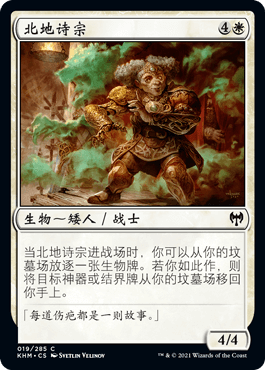 北地诗宗 4
生物～矮人／战士
当北地诗宗进战场时，你可以从你的坟
墓场放逐一张生物牌。若你如此作，则
将目标神器或结界牌从你的坟墓场移回
你手上。
「每道伤疤都是一则故事。」
4/4
019/285 C
KHM • CS SVETLIN VELINOV
™ & © 2021 Wizards of the Coast